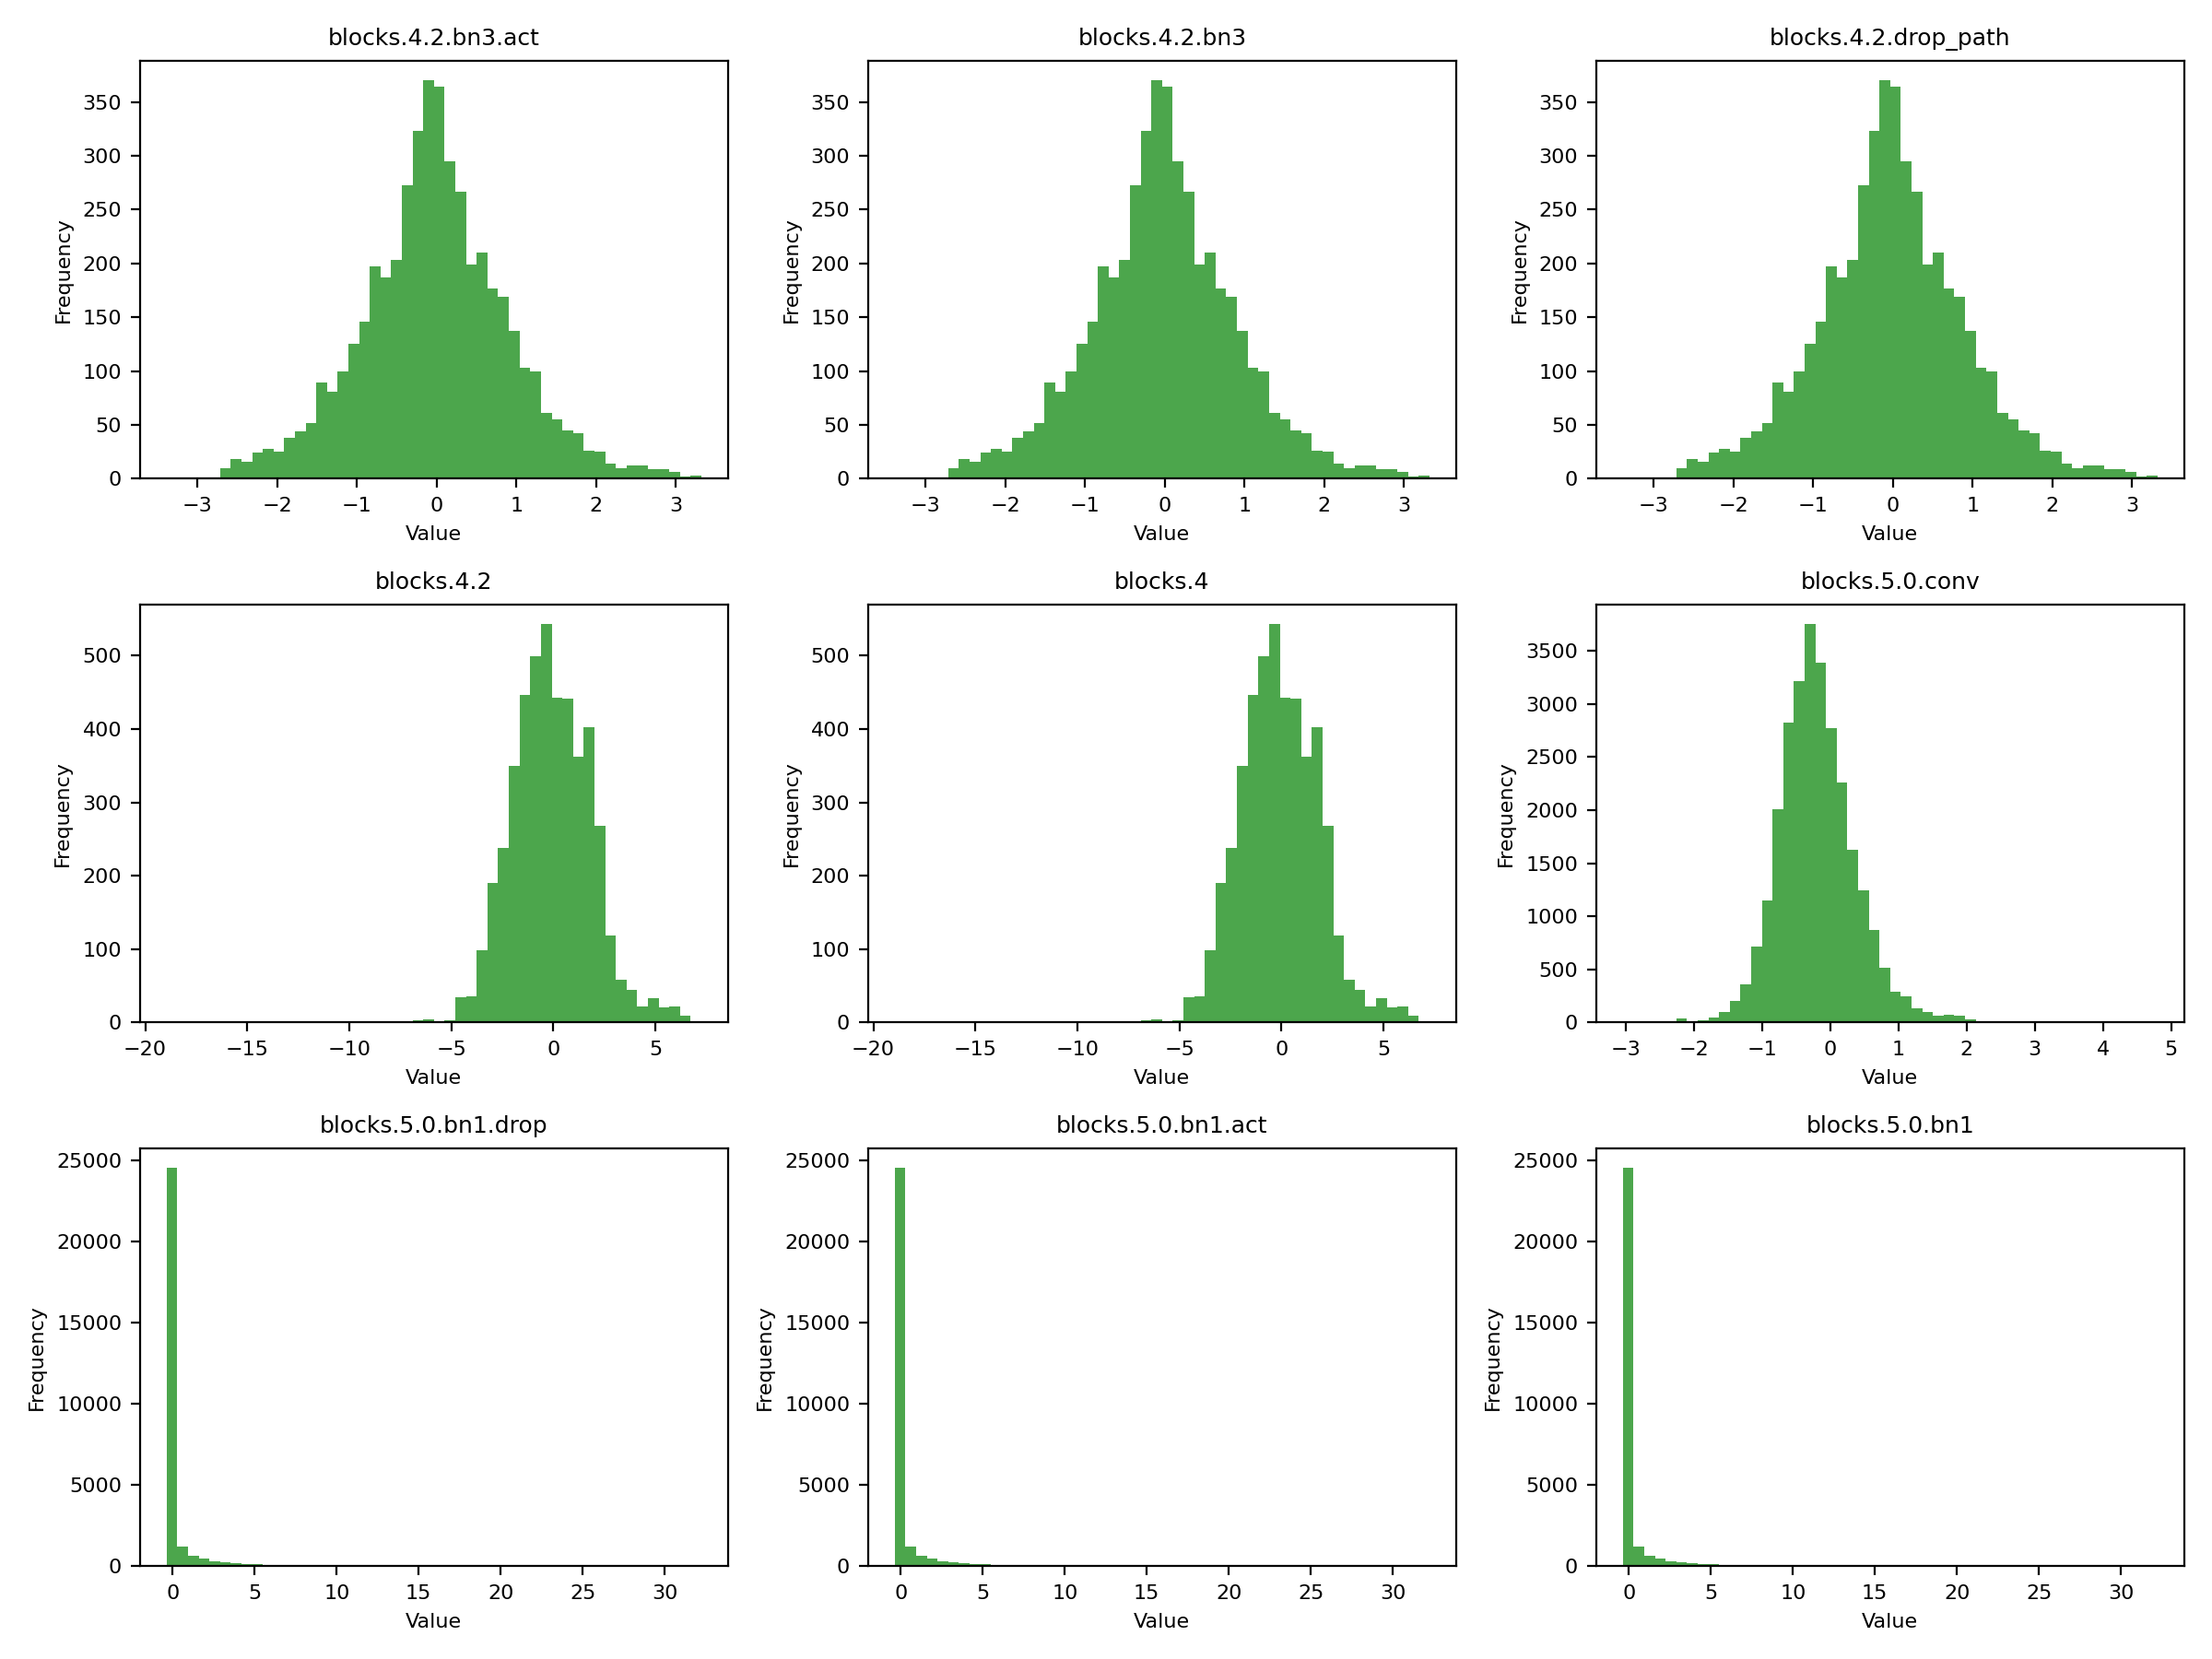 blocks.4.2.bn3.act
350
300
250
200
150
100
50
0
Frequency
−3 −2 −1 0 1 2 3
Value
blocks.4.2.bn3
350
300
250
200
150
100
50
0
Frequency
−3 −2 −1 0 1 2 3
Value
blocks.4.2.drop_path
350
300
250
200
150
100
50
0
Frequency
−3 −2 −1 0 1 2 3
Value
blocks.4.2
500
400
300
200
100
0
Frequency
−20 −15 −10 −5 0 5
Value
blocks.4
500
400
300
200
100
0
Frequency
−20 −15 −10 −5 0 5
Value
blocks.5.0.conv
3500
3000
2500
2000
1500
1000
500
0
Frequency
−3 −2 −1 0 1 2 3 4 5
Value
blocks.5.0.bn1.drop
25000
20000
15000
10000
5000
0
Frequency
0 5 10 15 20 25 30
Value
blocks.5.0.bn1.act
25000
20000
15000
10000
5000
0
Frequency
0 5 10 15 20 25 30
Value
blocks.5.0.bn1
25000
20000
15000
10000
5000
0
Frequency
0 5 10 15 20 25 30
Value